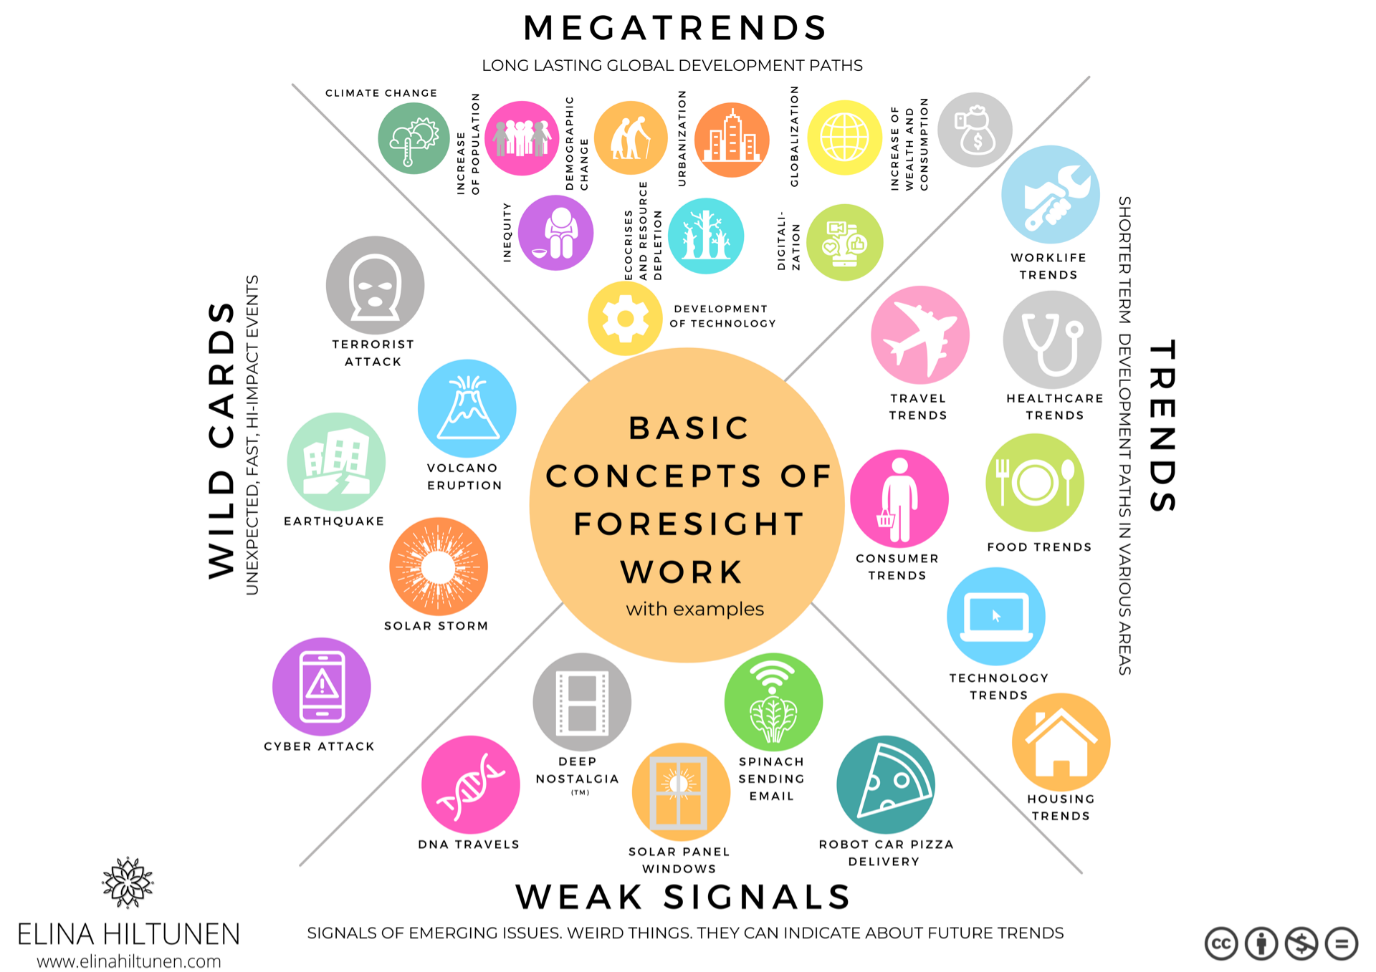 MEGATRENDS
LONG LASTING GLOBAL DEVELOPMENT PATHS
CLIMATE CHANGE
INCREASE
OF POPULATION
DEMOGRAPHIC
CHANGE
URBANIZATION
GLOBALIZATION
INCREASE OF
WEALTH AND
CONSUMPTION
$
INEQUITY
ECOCRISES
AND RESOURCE
DEPLETION
DIGITALI-
ZATION
DEVELOPMENT
OF TECHNOLOGY
WILD CARDS
UNEXPECTED, FAST, HI-IMPACT EVENTS
TERRORIST
ATTACK
VOLCANO
ERUPTION
EARTHQUAKE
SOLAR STORM
CYBER ATTACK
BASIC
CONCEPTS OF
FORESIGHT
WORK
with examples
TRENDS
SHORTER TERM DEVELOPMENT PATHS IN VARIOUS AREAS
WORKLIFE
TRENDS
TRAVEL
TRENDS
HEALTHCARE
TRENDS
CONSUMER
TRENDS
FOOD TRENDS
TECHNOLOGY
TRENDS
HOUSING
TRENDS
DNA TRAVELS
DEEP
NOSTALGIA
(TM)
SOLAR PANEL
WINDOWS
SPINACH
SENDING
EMAIL
ROBOT CAR PIZZA
DELIVERY
WEAK SIGNALS
SIGNALS OF EMERGING ISSUES. WEIRD THINGS. THEY CAN INDICATE ABOUT FUTURE TRENDS
ELINA HILTUNEN
www.elinahiltunen.com
cc